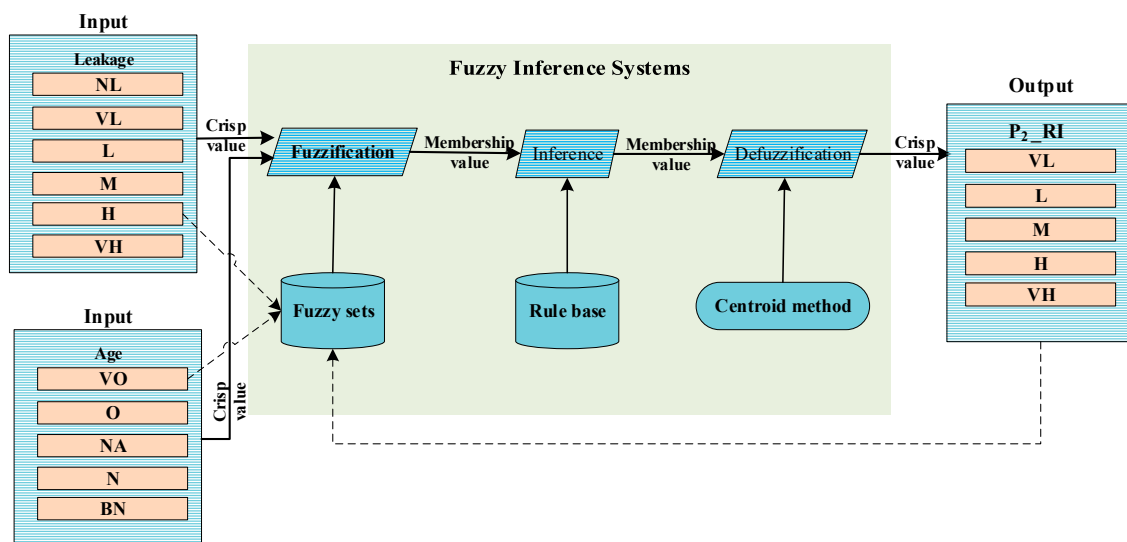 Input
Leakage
NL
VL
L
M
H
VH
Input
Age
VO
O
NA
N
BN
Crisp
value
Crisp
value
Fuzzy Inference Systems
Fuzzification
Membership
value
Inference
Membership
value
Defuzzification
Crisp
value
Fuzzy sets
Rule base
Centroid method
Output
P₂_RI
VL
L
M
H
VH